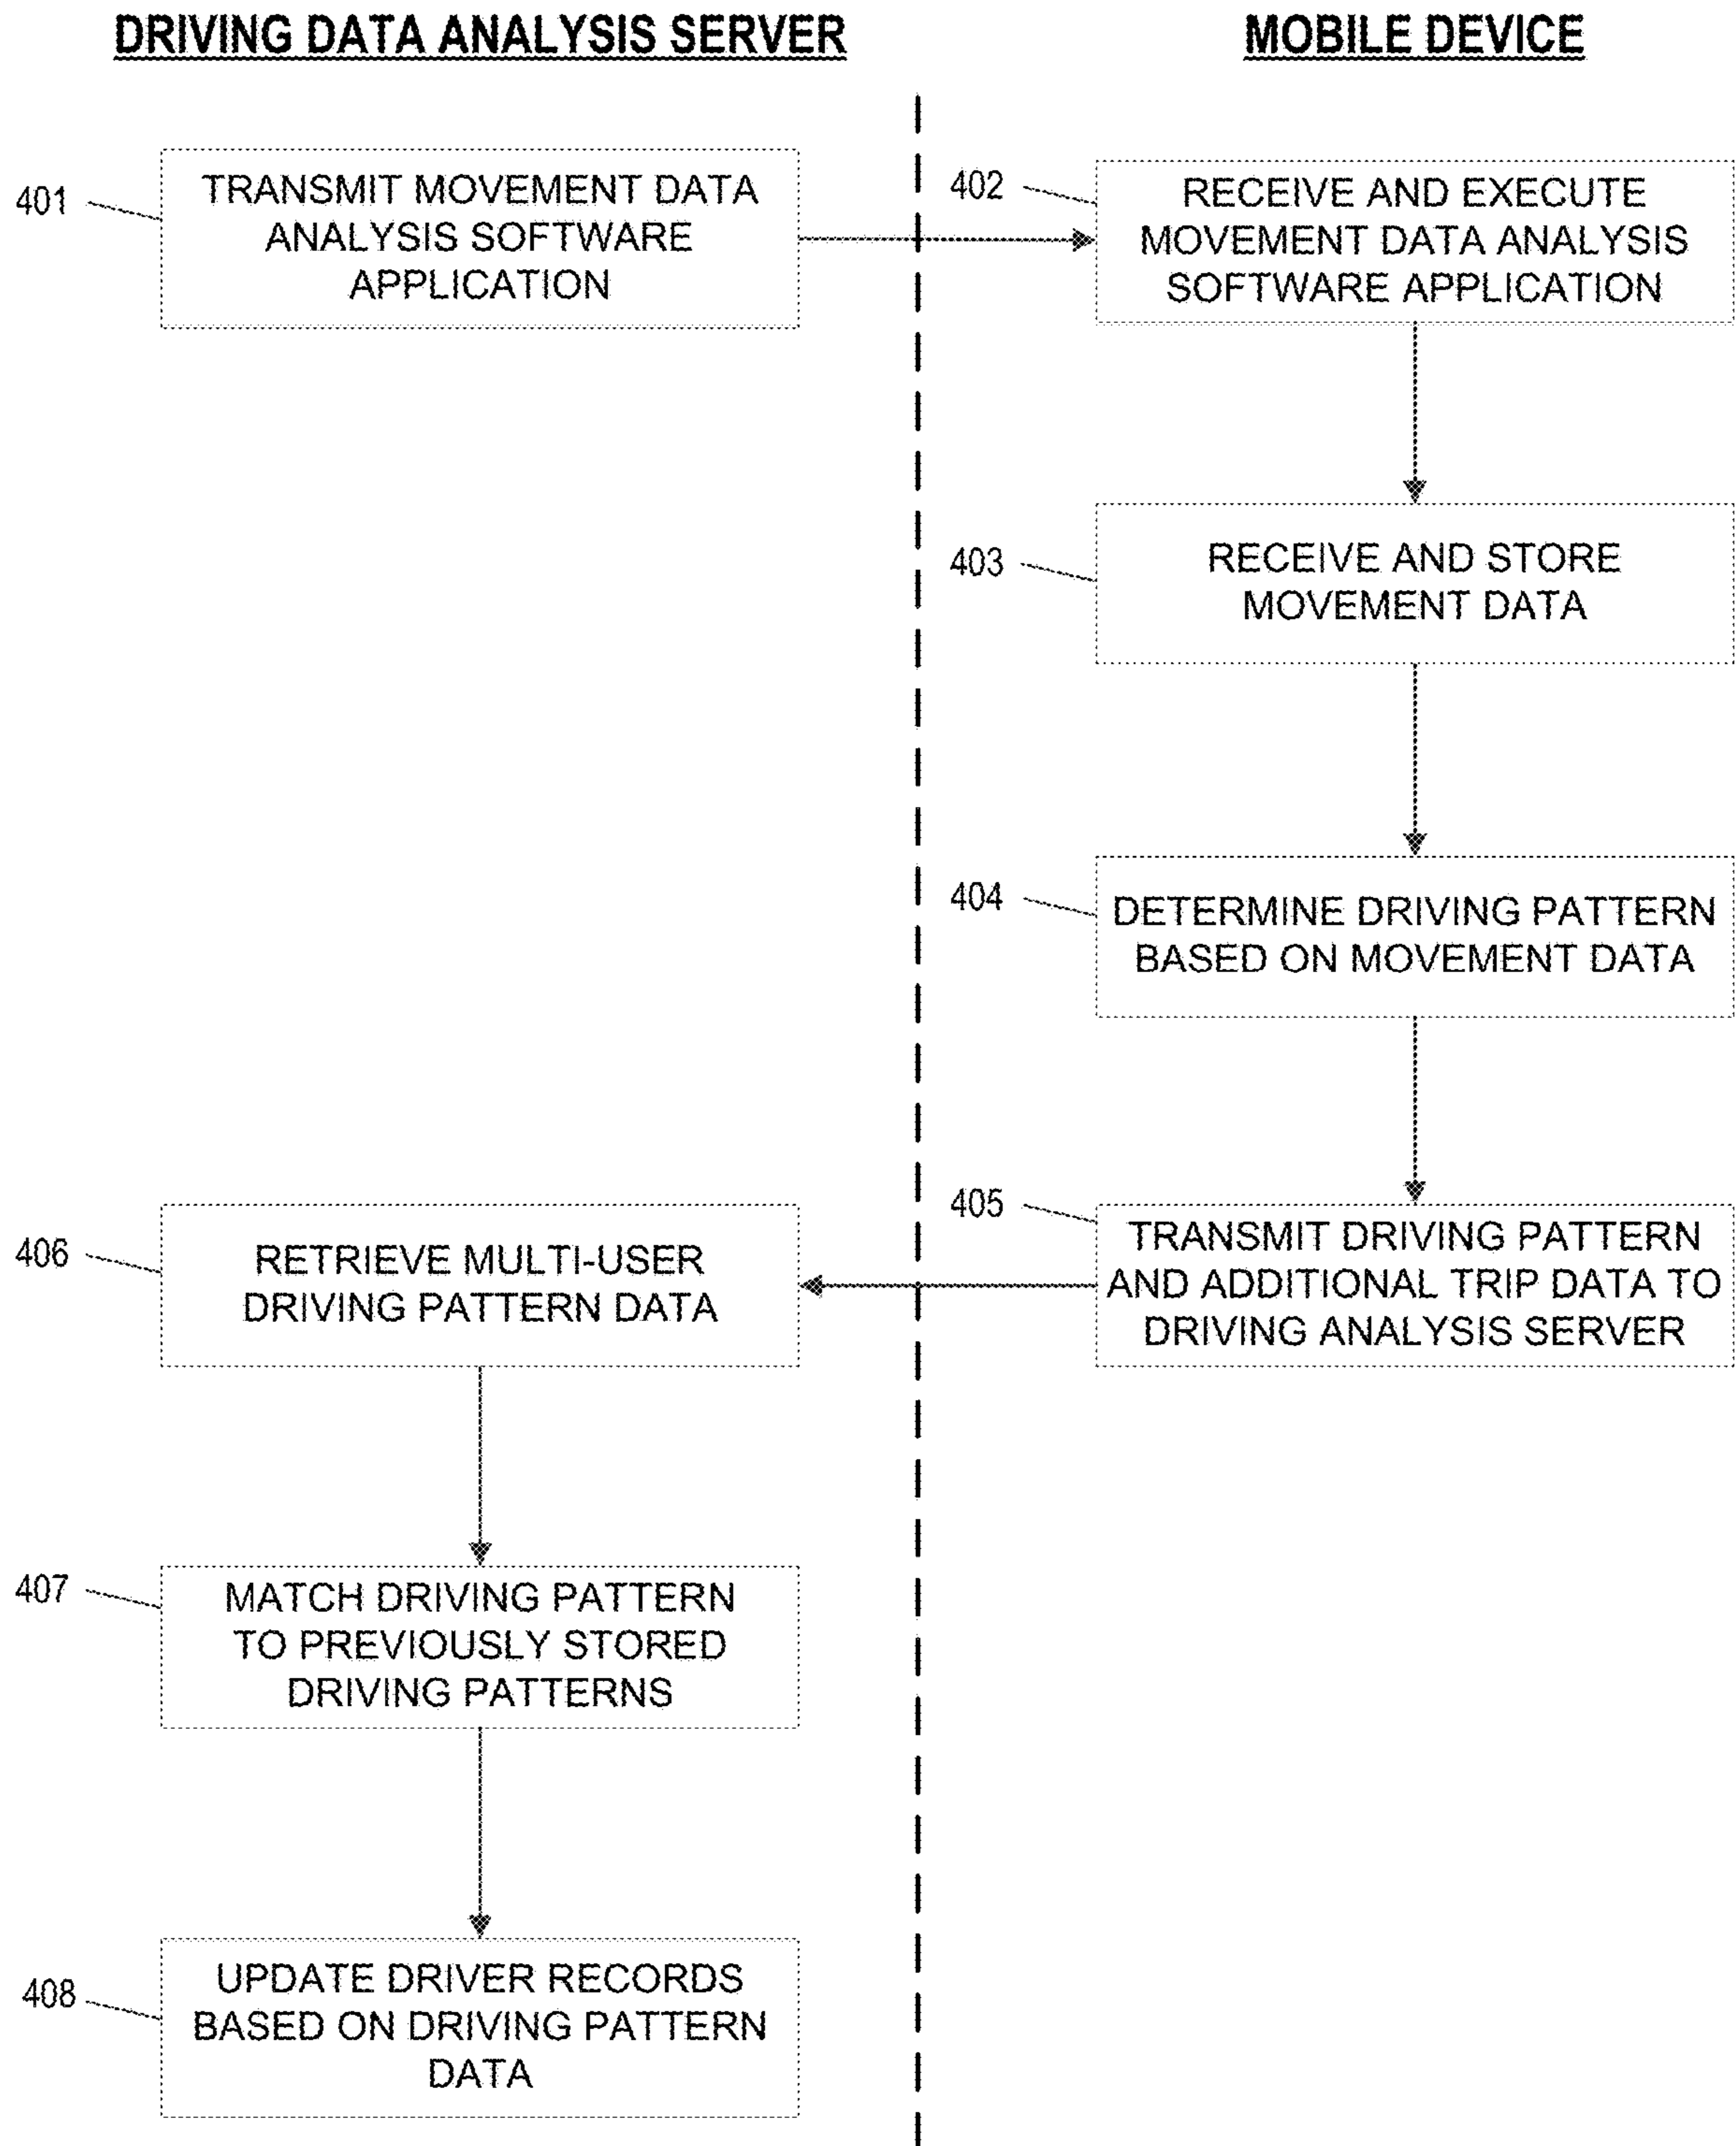 DRIVING DATA ANALYSIS SERVER
MOBILE DEVICE
401
TRANSMIT MOVEMENT DATA
ANALYSIS SOFTWARE
APPLICATION
402
RECEIVE AND EXECUTE
MOVEMENT DATA ANALYSIS
SOFTWARE APPLICATION
403
RECEIVE AND STORE
MOVEMENT DATA
404
DETERMINE DRIVING PATTERN
BASED ON MOVEMENT DATA
405
TRANSMIT DRIVING PATTERN
AND ADDITIONAL TRIP DATA TO
DRIVING ANALYSIS SERVER
406
RETRIEVE MULTI-USER
DRIVING PATTERN DATA
407
MATCH DRIVING PATTERN
TO PREVIOUSLY STORED
DRIVING PATTERNS
408
UPDATE DRIVER RECORDS
BASED ON DRIVING PATTERN
DATA